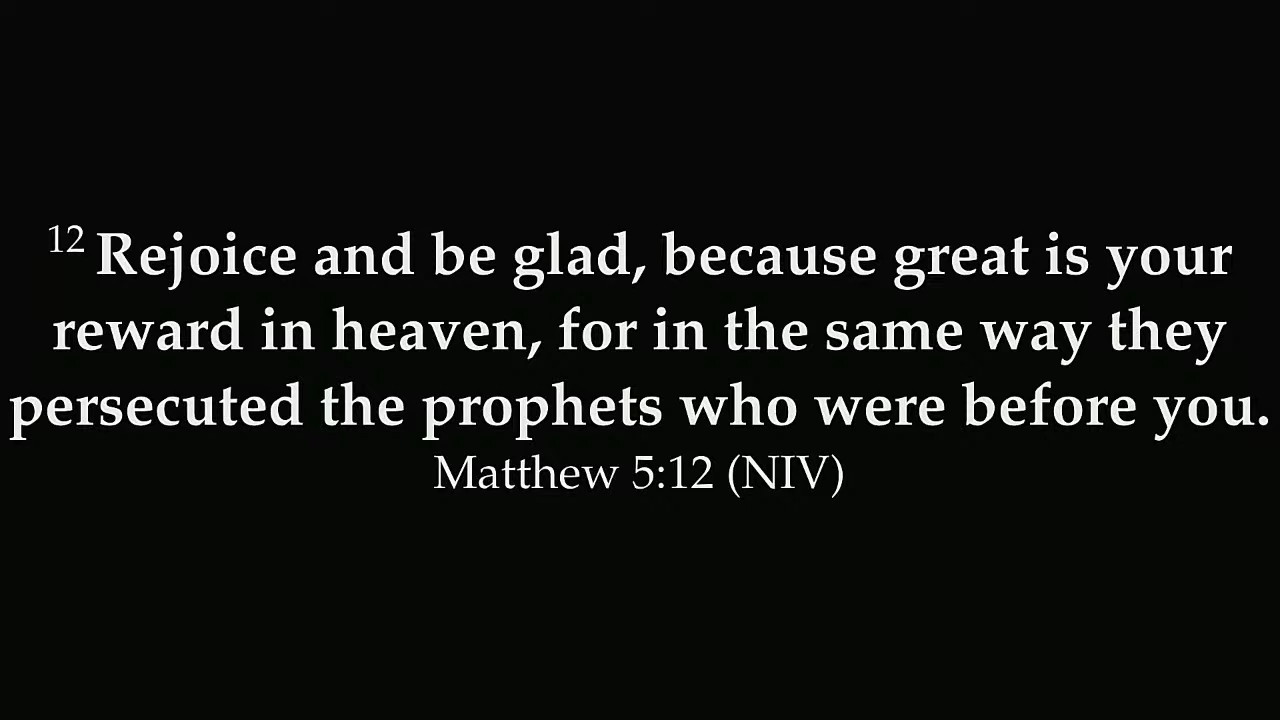 12 Rejoice and be glad, because great is your
reward in heaven, for in the same way they
persecuted the prophets who were before you.
Matthew 5:12 (NIV)